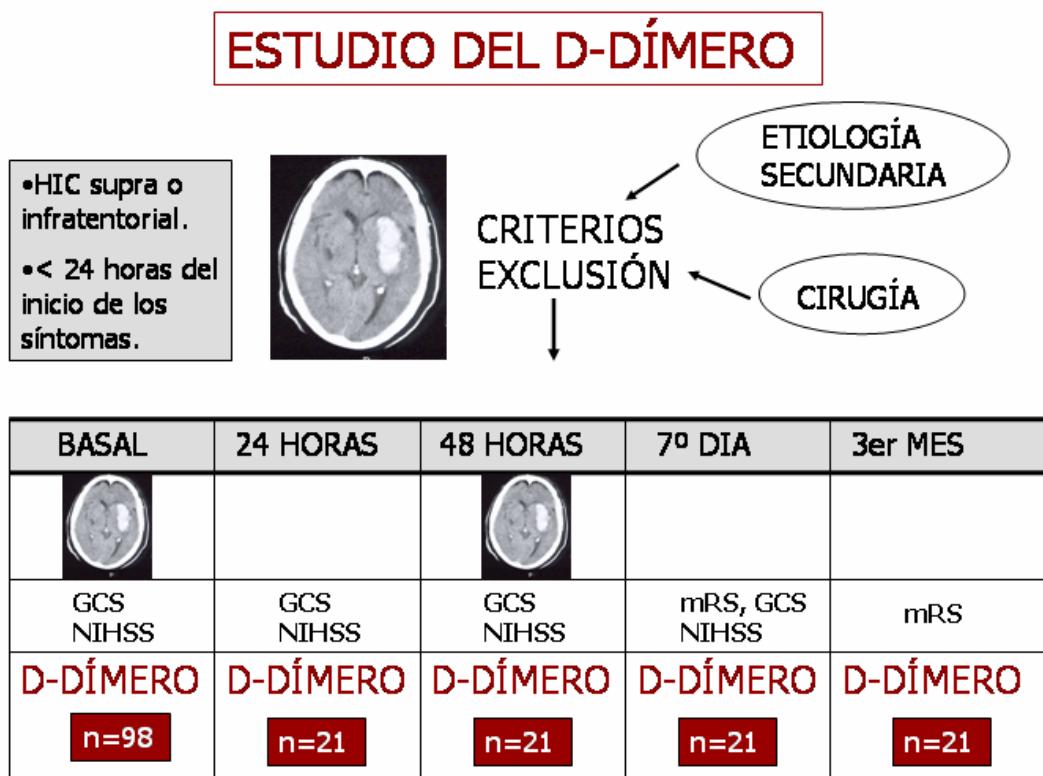 ESTUDIO DEL D-DÍMERO
•HIC supra o
infratentorial.
•< 24 horas del
inicio de los
síntomas.
CRITERIOS
EXCLUSIÓN
ETIOLOGÍA
SECUNDARIA
CIRUGÍA
BASAL 24 HORAS 48 HORAS 7º DIA 3er MES
GCS GCS GCS mRS, GCS mRS
NIHSS NIHSS NIHSS NIHSS
D-DÍMERO D-DÍMERO D-DÍMERO D-DÍMERO D-DÍMERO
n=98 n=21 n=21 n=21 n=21